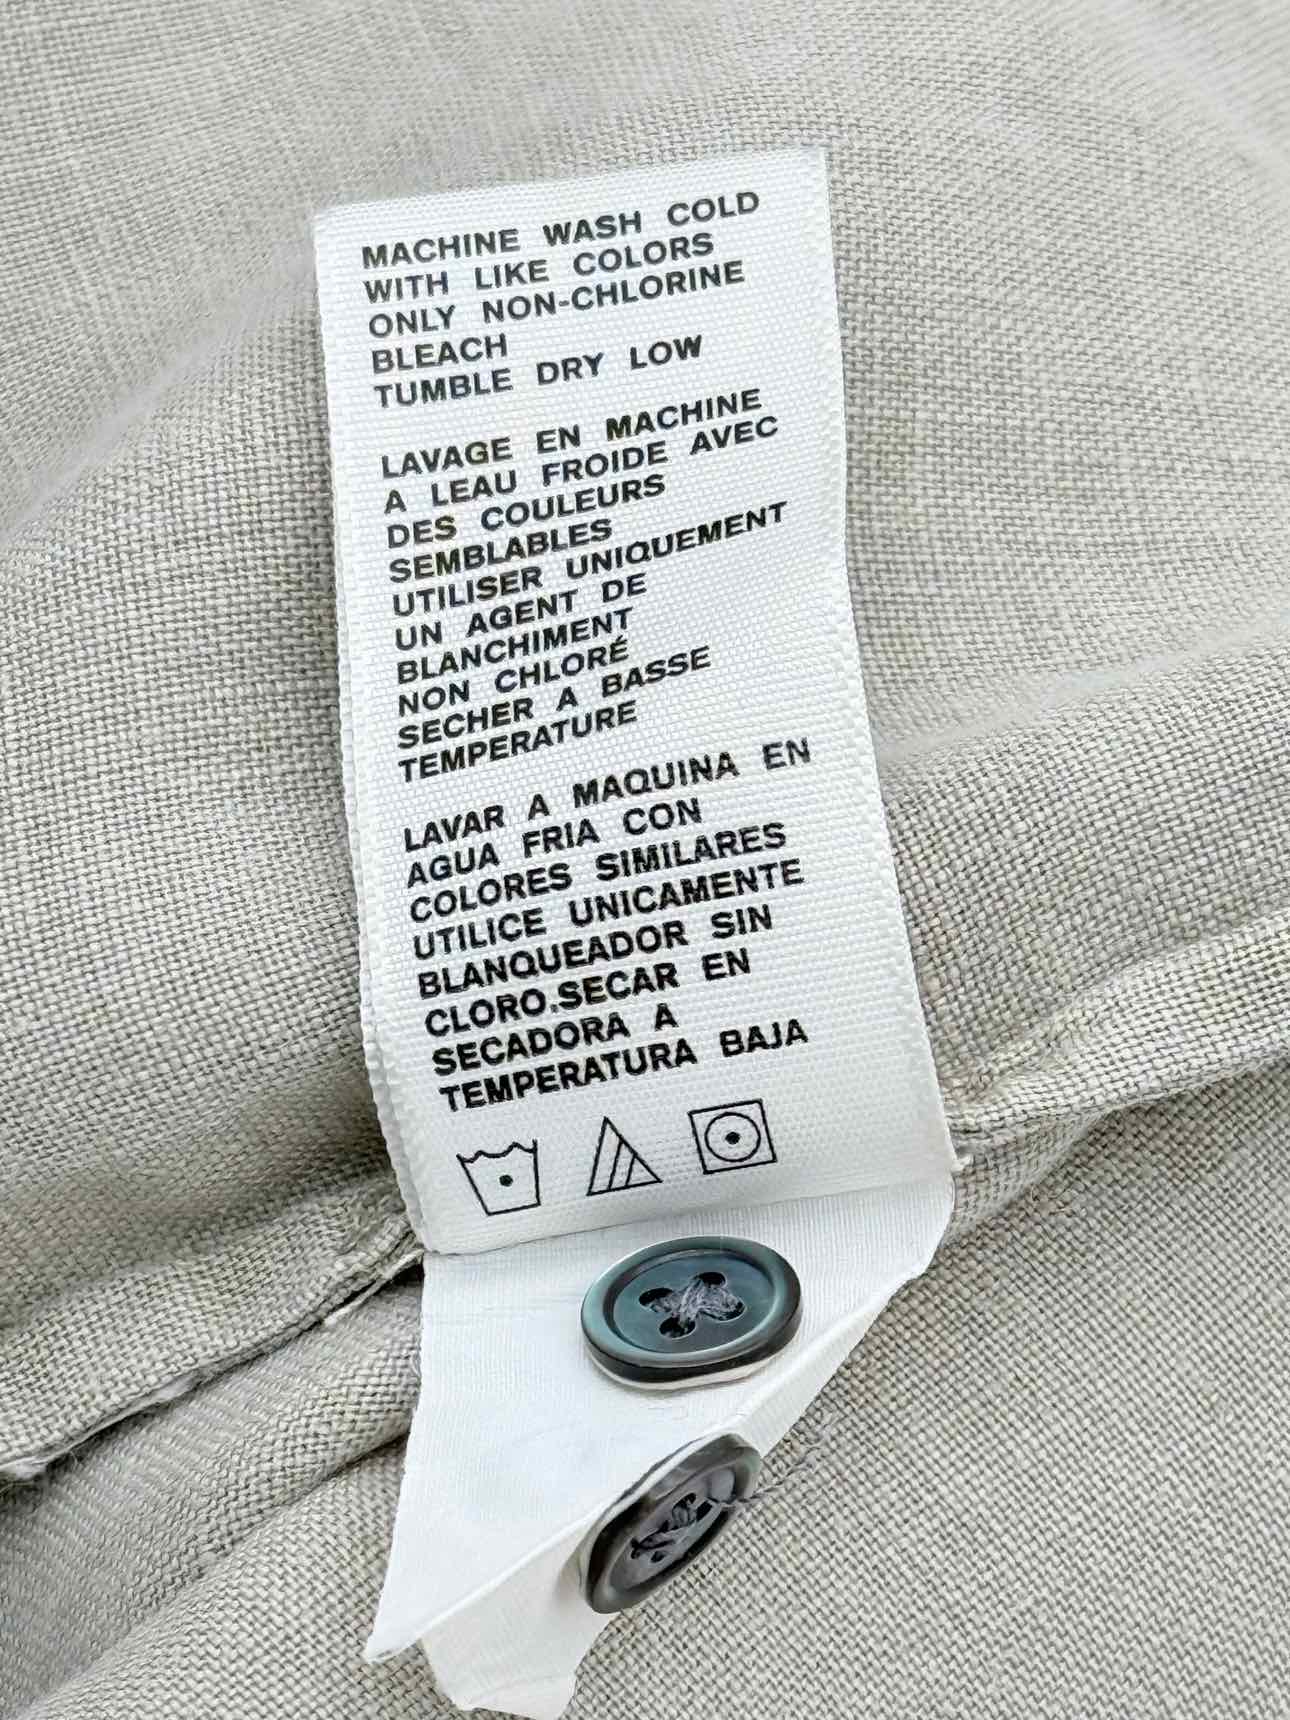 MACHINE WASH COLD
WITH LIKE COLORS
ONLY NON-CHLORINE
BLEACH
TUMBLE DRY LOW
LAVAGE EN MACHINE
A LEAU FROIDE AVEC
DES COULEURS
SEMBLABLES
UTILISER UNIQUEMENT
UN AGENT DE
BLANCHIMENT
NON CHLORÉ
SECHER A BASSE
TEMPERATURE
LAVAR A MAQUINA EN
AGUA FRIA CON
COLORES SIMILARES
UTILICE UNICAMENTE
BLANQUEADOR SIN
CLORO.SECAR EN
SECADORA A
TEMPERATURA BAJA